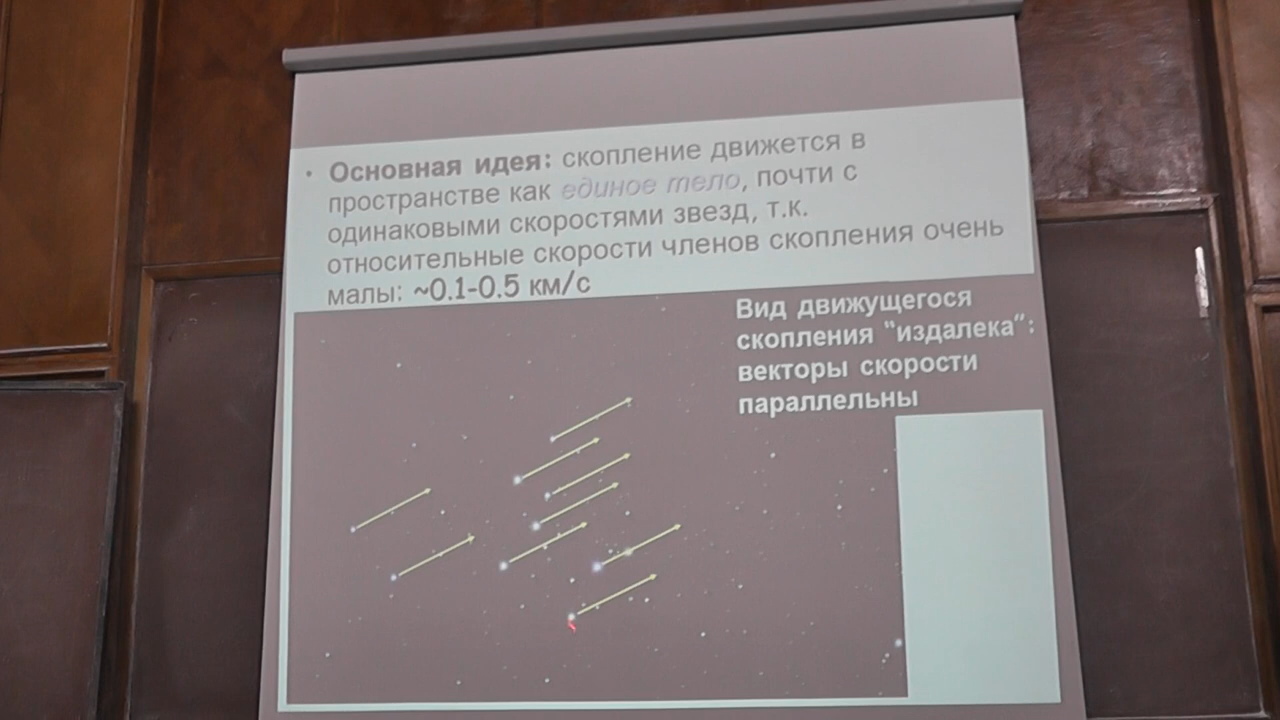 • Основная идея: скопление движется в
пространстве как единое тело, почти с
одинаковыми скоростями звезд, т.к.
относительные скорости членов скопления очень
малы: ~0.1-0.5 км/с
Вид движущегося
скопления "издалека":
векторы скорости
параллельны